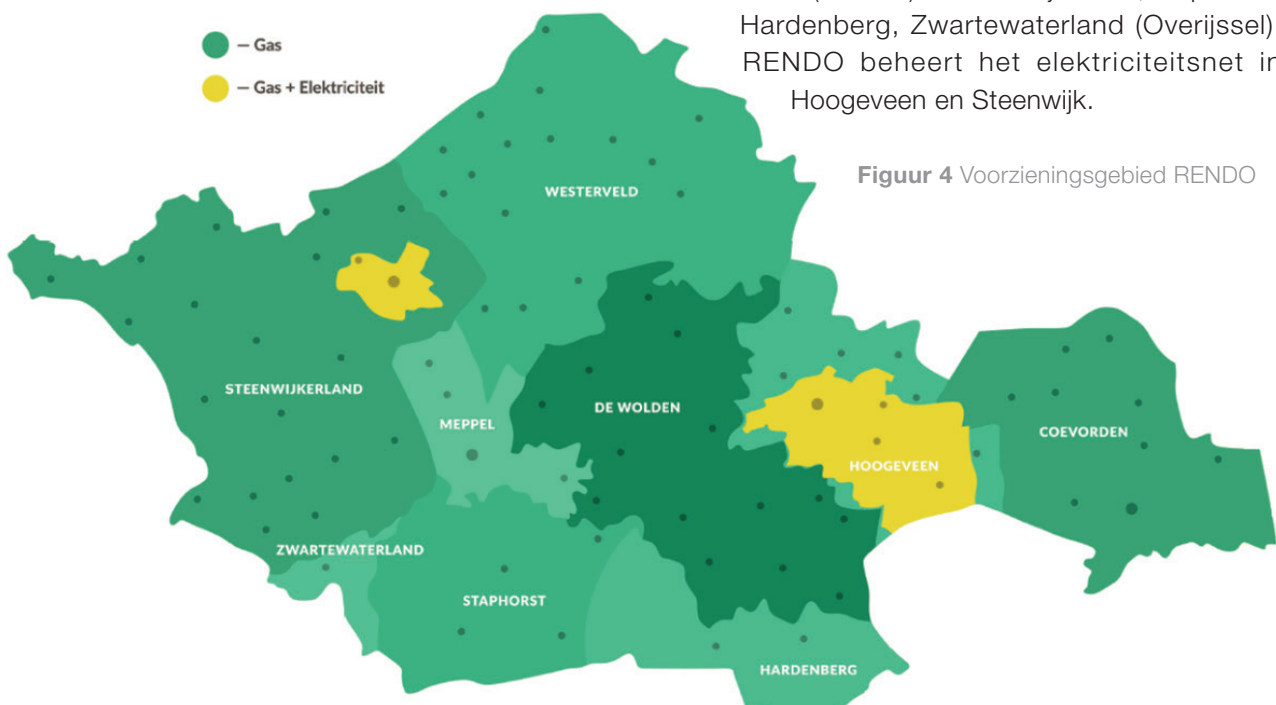 Hardenberg, Zwartewaterland (Overijssel)
RENDO beheert het elektriciteitsnet in
Hoogeveen en Steenwijk.
Figuur 4 Voorzieningsgebied RENDO
– Gas
– Gas + Elektriciteit
WESTERVELD
STEENWIJKERLAND
MEPPEL
DE WOLDEN
HOOGEVEEN
COEVORDEN
ZWARTEWATERLAND
STAPHORST
HARDENBERG